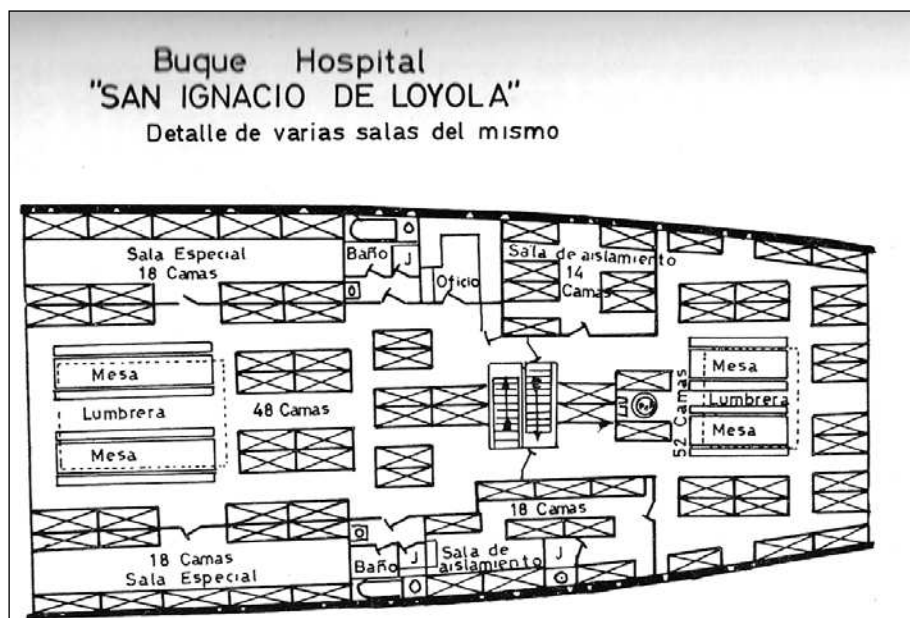 Buque Hospital
"SAN IGNACIO DE LOYOLA"
Detalle de varias salas del mismo
Sala Especial
18 Camas
Baño
J
Oficio
Sala de aislamiento
14
Camas
Mesa
Lumbrera
Mesa
48 Camas
52 Camas
Mesa
Lumbrera
Mesa
18 Camas
18 Camas
Sala Especial
Baño
J
Sala de
aislamiento
J